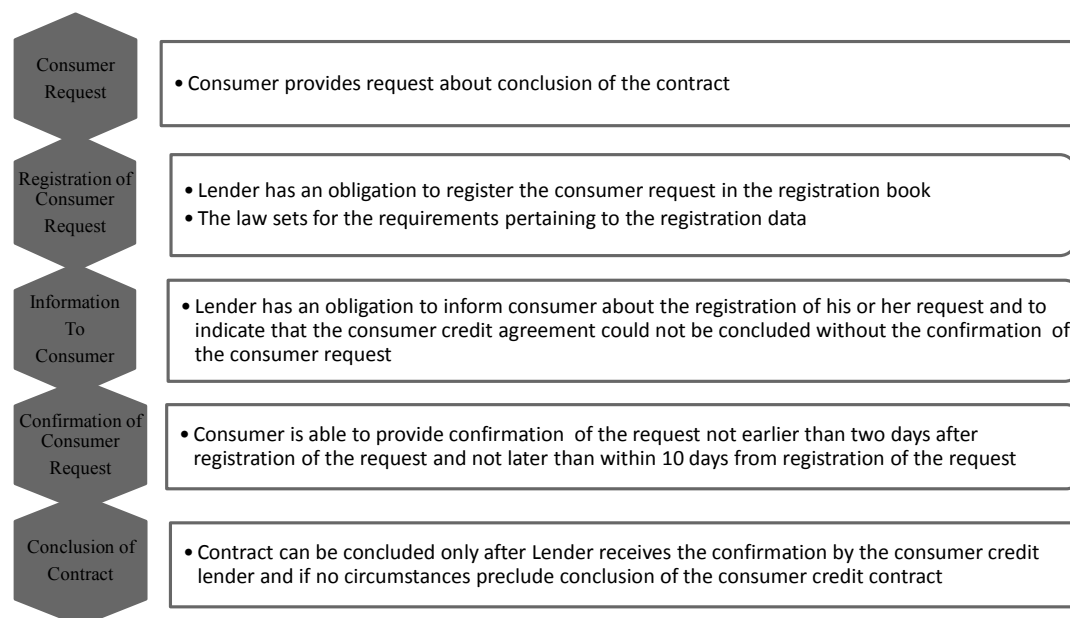 Consumer
Request
• Consumer provides request about conclusion of the contract
Registration of
Consumer
Request
• Lender has an obligation to register the consumer request in the registration book
• The law sets for the requirements pertaining to the registration data
Information
To
Consumer
• Lender has an obligation to inform consumer about the registration of his or her request and to
indicate that the consumer credit agreement could not be concluded without the confirmation of
the consumer request
Confirmation of
Consumer
Request
• Consumer is able to provide confirmation of the request not earlier than two days after
registration of the request and not later than within 10 days from registration of the request
Conclusion of
Contract
• Contract can be concluded only after Lender receives the confirmation by the consumer credit
lender and if no circumstances preclude conclusion of the consumer credit contract